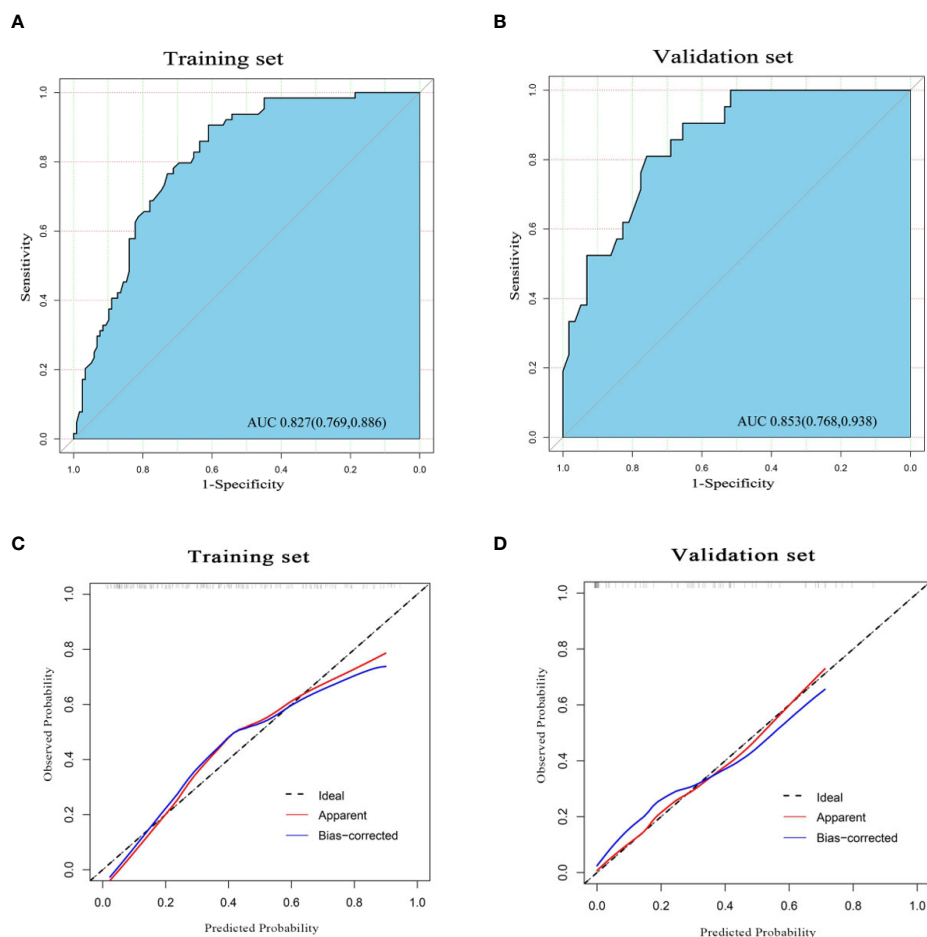 A
Training set
1.0
0.8
0.6
0.4
0.2
0.0
Sensitivity
AUC 0.827(0.769,0.886)
1.0 0.8 0.6 0.4 0.2 0.0
1-Specificity
B
Validation set
1.0
0.8
0.6
0.4
0.2
0.0
Sensitivity
AUC 0.853(0.768,0.938)
1.0 0.8 0.6 0.4 0.2 0.0
1-Specificity
C
Training set
1.0
0.8
0.6
0.4
0.2
0.0
Observed Probability
Ideal
Apparent
Bias-corrected
0.0 0.2 0.4 0.6 0.8 1.0
Predicted Probability
D
Validation set
1.0
0.8
0.6
0.4
0.2
0.0
Observed Probability
Ideal
Apparent
Bias-corrected
0.0 0.2 0.4 0.6 0.8 1.0
Predicted Probability